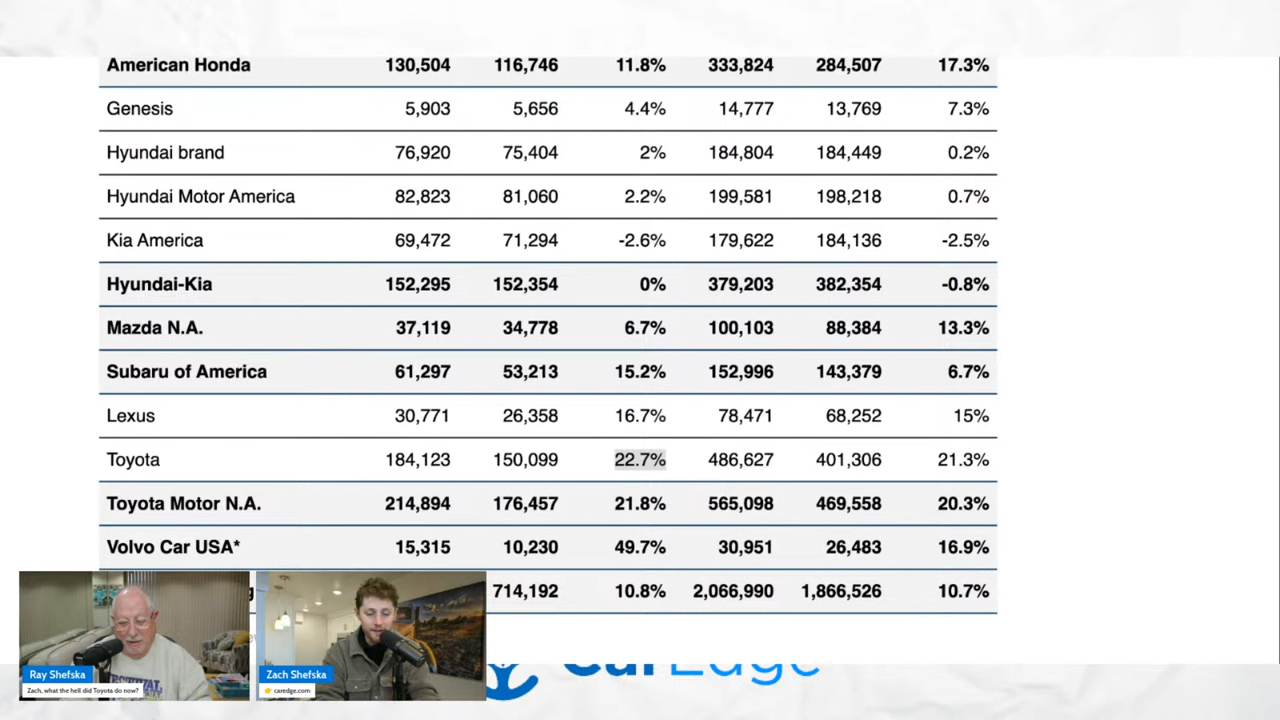 American Honda 130,504 116,746 11.8% 333,824 284,507 17.3%
Genesis 5,903 5,656 4.4% 14,777 13,769 7.3%
Hyundai brand 76,920 75,404 2% 184,804 184,449 0.2%
Hyundai Motor America 82,823 81,060 2.2% 199,581 198,218 0.7%
Kia America 69,472 71,294 -2.6% 179,622 184,136 -2.5%
Hyundai-Kia 152,295 152,354 0% 379,203 382,354 -0.8%
Mazda N.A. 37,119 34,778 6.7% 100,103 88,384 13.3%
Subaru of America 61,297 53,213 15.2% 152,996 143,379 6.7%
Lexus 30,771 26,358 16.7% 78,471 68,252 15%
Toyota 184,123 150,099 22.7% 486,627 401,306 21.3%
Toyota Motor N.A. 214,894 176,457 21.8% 565,098 469,558 20.3%
Volvo Car USA* 15,315 10,230 49.7% 30,951 26,483 16.9%
714,192 10.8% 2,066,990 1,866,526 10.7%
CarEdge
Ray Shefska
Zach, what the hell did Toyota do now?
Zach Shefska
👉 caredge.com